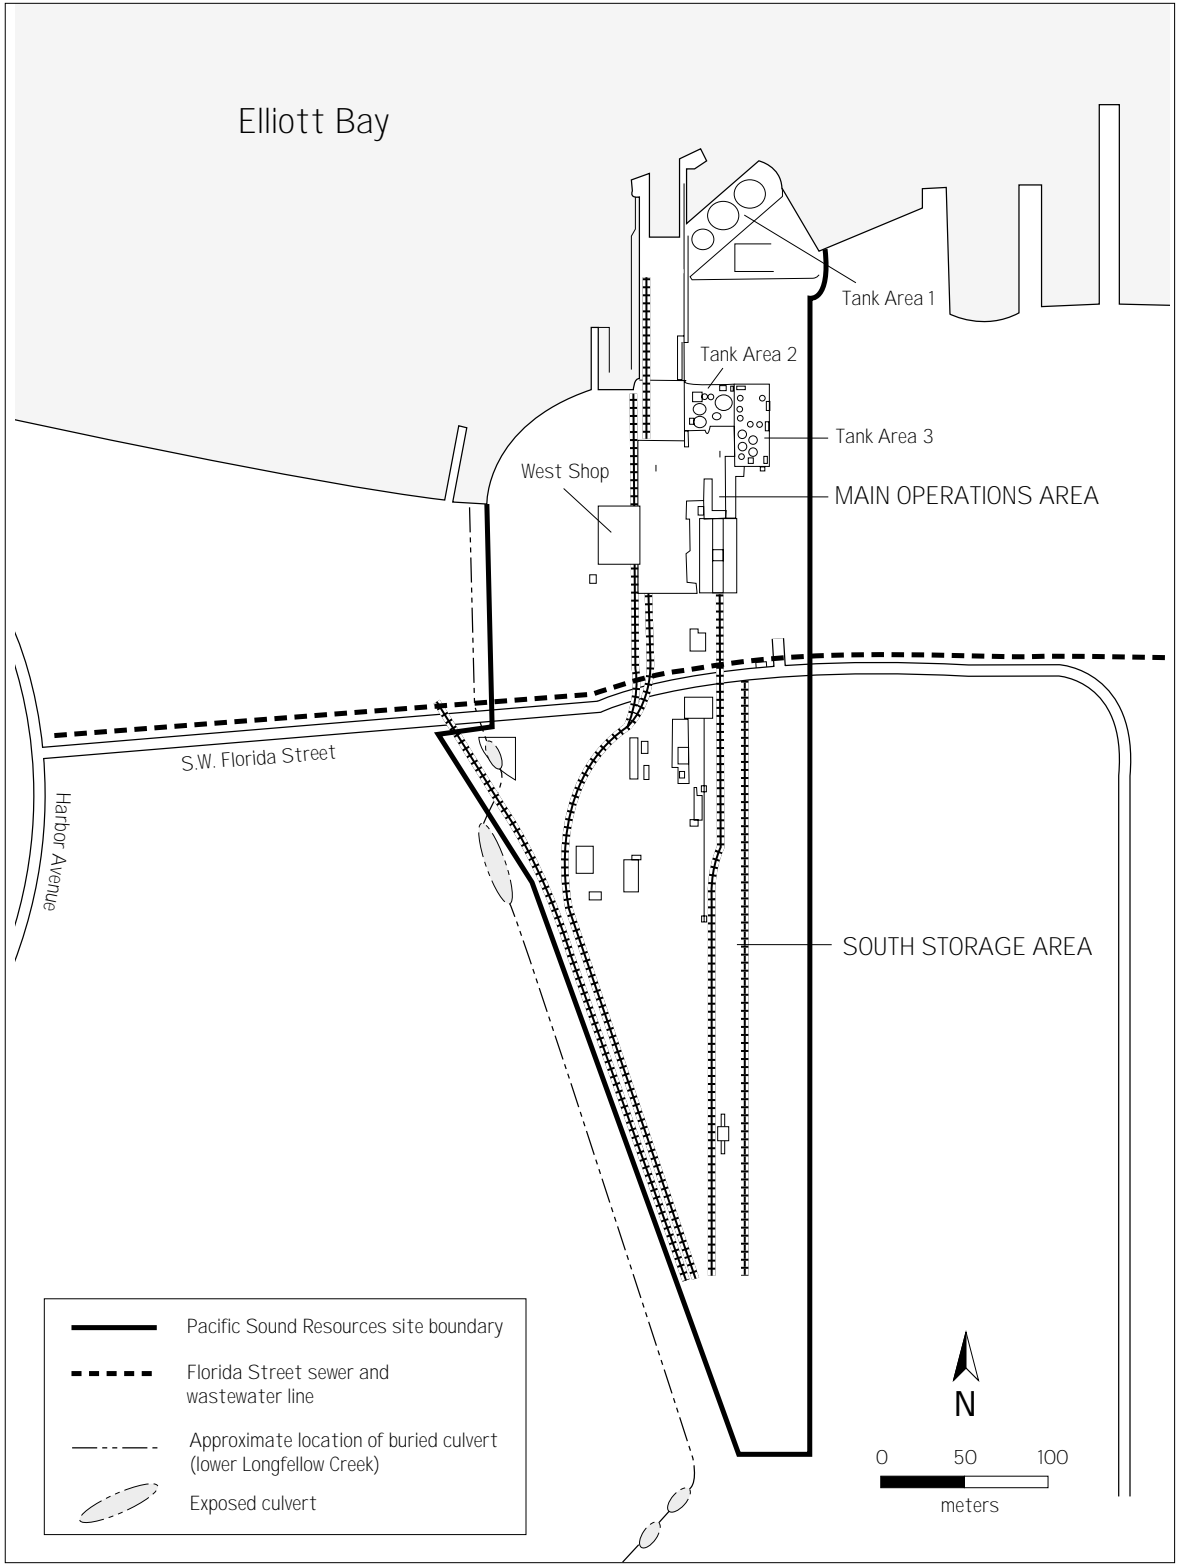 Elliott Bay
Tank Area 1
Tank Area 2
Tank Area 3
West Shop
MAIN OPERATIONS AREA
S.W. Florida Street
Harbor Avenue
SOUTH STORAGE AREA
Pacific Sound Resources site boundary
Florida Street sewer and
wastewater line
Approximate location of buried culvert
(lower Longfellow Creek)
Exposed culvert
N
0 50 100
meters